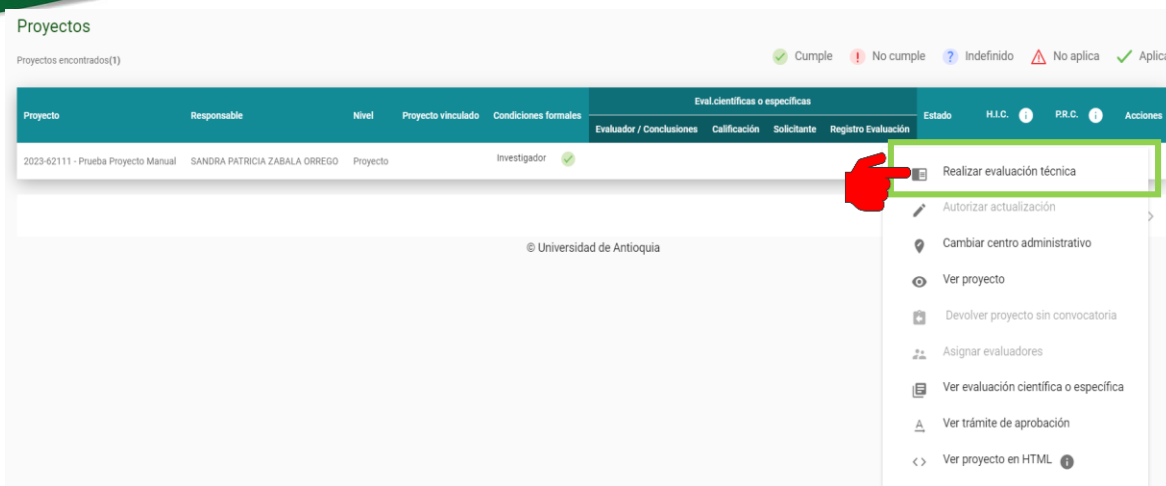 Proyectos
Proyectos encontrados(1)
Cumple No cumple Indefinido No aplica Aplica
Eval.científicas o específicas
Proyecto Responsable Nivel Proyecto vinculado Condiciones formales Estado H.I.C. P.R.C. Acciones
Evaluador / Conclusiones Calificación Solicitante Registro Evaluación
2023-62111 - Prueba Proyecto Manual SANDRA PATRICIA ZABALA ORREGO Proyecto Investigador
Realizar evaluación técnica
Autorizar actualización
Cambiar centro administrativo
© Universidad de Antioquia
Ver proyecto
Devolver proyecto sin convocatoria
Asignar evaluadores
Ver evaluación científica o específica
Ver trámite de aprobación
Ver proyecto en HTML